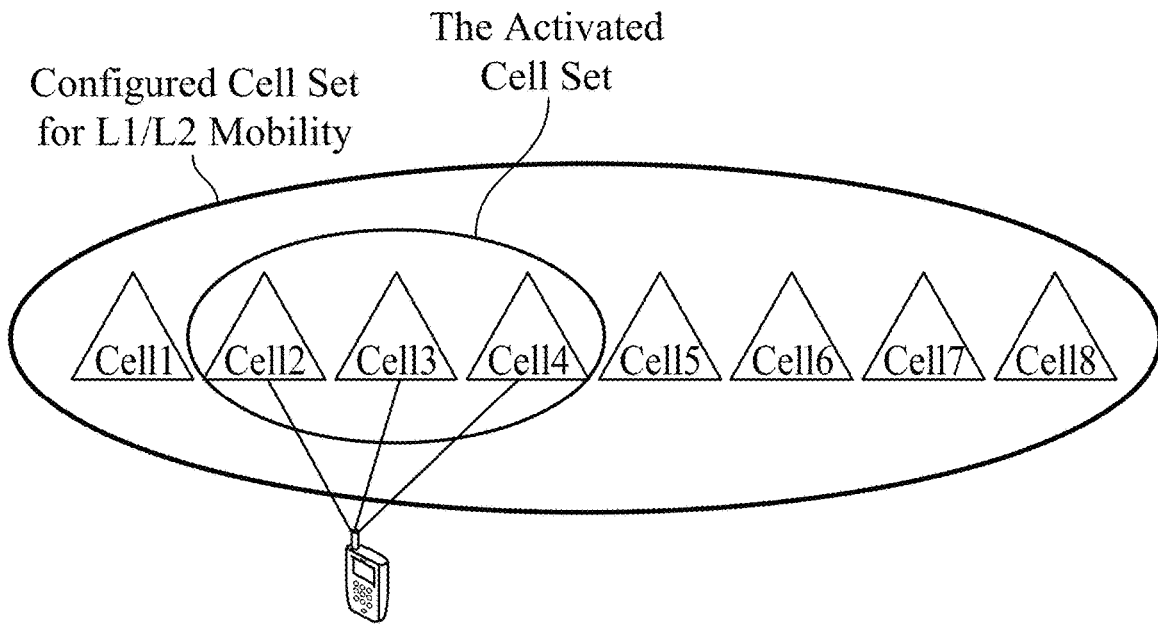 The Activated
Cell Set
Configured Cell Set
for L1/L2 Mobility
Cell1 Cell2 Cell3 Cell4 Cell5 Cell6 Cell7 Cell8